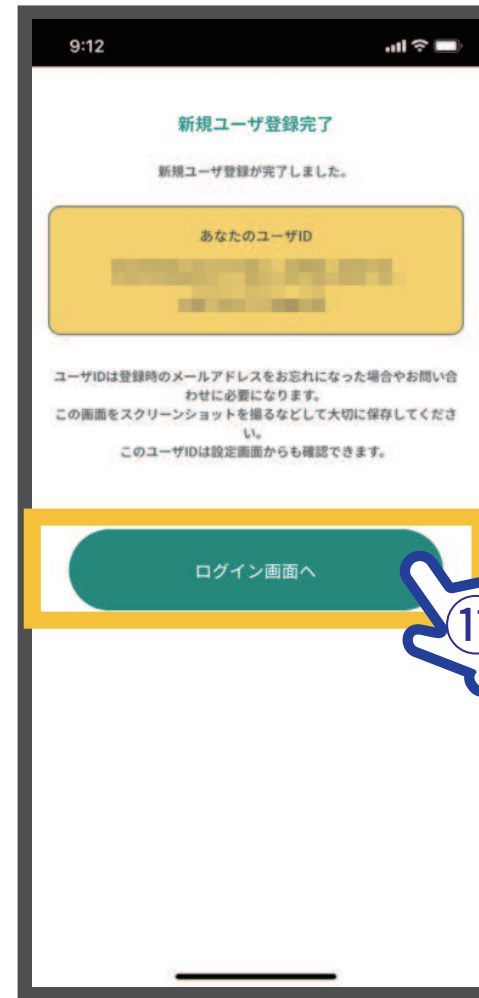 9:12
新規ユーザ登録完了
新規ユーザ登録が完了しました。
あなたのユーザID
ユーザIDは登録時のメールアドレスをお忘れになった場合やお問い合
わせに必要になります。
この画面をスクリーンショットを撮るなどして大切に保存してくださ
い。
このユーザIDは設定画面からも確認できます。
ログイン画面へ